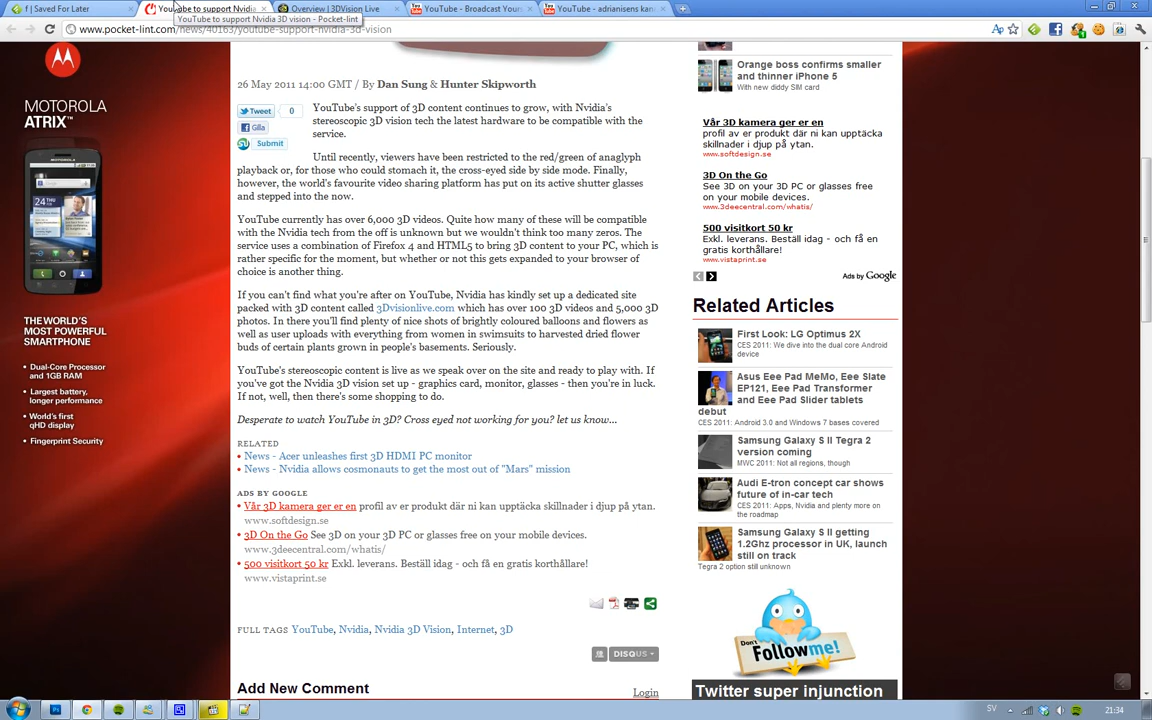 f | Saved For Later
YouTube to support Nvidia
Overview | 3DVision Live
YouTube - Broadcast Yours
YouTube - adrianisens kan
YouTube to support Nvidia 3D vision - Pocket-lint
www.pocket-lint.com/news/40163/youtube-support-nvidia-3d-vision
MOTOROLA
ATRIX™
THE WORLD'S
MOST POWERFUL
SMARTPHONE
Dual-Core Processor
and 1GB RAM
Largest battery,
longer performance
World's first
qHD display
Fingerprint Security
26 May 2011 14:00 GMT / By Dan Sung & Hunter Skipworth
Tweet 0
Gilla
Submit
YouTube's support of 3D content continues to grow, with Nvidia's
stereoscopic 3D vision tech the latest hardware to be compatible with the
service.
Until recently, viewers have been restricted to the red/green of anaglyph
playback or, for those who could stomach it, the cross-eyed side by side mode. Finally,
however, the world's favourite video sharing platform has put on its active shutter glasses
and stepped into the now.
YouTube currently has over 6,000 3D videos. Quite how many of these will be compatible
with the Nvidia tech from the off is unknown but we wouldn't think too many zeros. The
service uses a combination of Firefox 4 and HTML5 to bring 3D content to your PC, which is
rather specific for the moment, but whether or not this gets expanded to your browser of
choice is another thing.
If you can't find what you're after on YouTube, Nvidia has kindly set up a dedicated site
packed with 3D content called 3Dvisionlive.com which has over 100 3D videos and 5,000 3D
photos. In there you'll find plenty of nice shots of brightly coloured balloons and flowers as
well as user uploads with everything from women in swimsuits to harvested dried flower
buds of certain plants grown in people's basements. Seriously.
YouTube's stereoscopic content is live as we speak over on the site and ready to play with. If
you've got the Nvidia 3D vision set up - graphics card, monitor, glasses - then you're in luck.
If not, well, then there's some shopping to do.
Desperate to watch YouTube in 3D? Cross eyed not working for you? let us know...
RELATED
News - Acer unleashes first 3D HDMI PC monitor
News - Nvidia allows cosmonauts to get the most out of "Mars" mission
ADS BY GOOGLE
Vår 3D kamera ger er en profil av er produkt där ni kan upptäcka skillnader i djup på ytan.
www.softdesign.se
3D On the Go See 3D on your 3D PC or glasses free on your mobile devices.
www.3deecentral.com/whatis/
500 visitkort 50 kr Exkl. leverans. Beställ idag - och få en gratis korthållare!
www.vistaprint.se
FULL TAGS YouTube, Nvidia, Nvidia 3D Vision, Internet, 3D
DISQUS
Add New Comment
Login
Orange boss confirms smaller
and thinner iPhone 5
With new diddy SIM card
Vår 3D kamera ger er en
profil av er produkt där ni kan upptäcka
skillnader i djup på ytan.
www.softdesign.se
3D On the Go
See 3D on your 3D PC or glasses free
on your mobile devices.
www.3deecentral.com/whatis/
500 visitkort 50 kr
Exkl. leverans. Beställ idag - och få en
gratis korthållare!
www.vistaprint.se
Ads by Google
Related Articles
First Look: LG Optimus 2X
CES 2011: We dive into the dual core Android
device
Asus Eee Pad MeMo, Eee Slate
EP121, Eee Pad Transformer
and Eee Pad Slider tablets
debut
CES 2011: Android 3.0 and Windows 7 bases covered
Samsung Galaxy S II Tegra 2
version coming
MWC 2011: Not all regions, though
Audi E-tron concept car shows
future of in-car tech
CES 2011: Apps, Nvidia and plenty more on
the roadmap
Samsung Galaxy S II getting
1.2Ghz processor in UK, launch
still on track
Tegra 2 option still unknown
Don't
Followme!
Twitter super injunction
SV
21:34